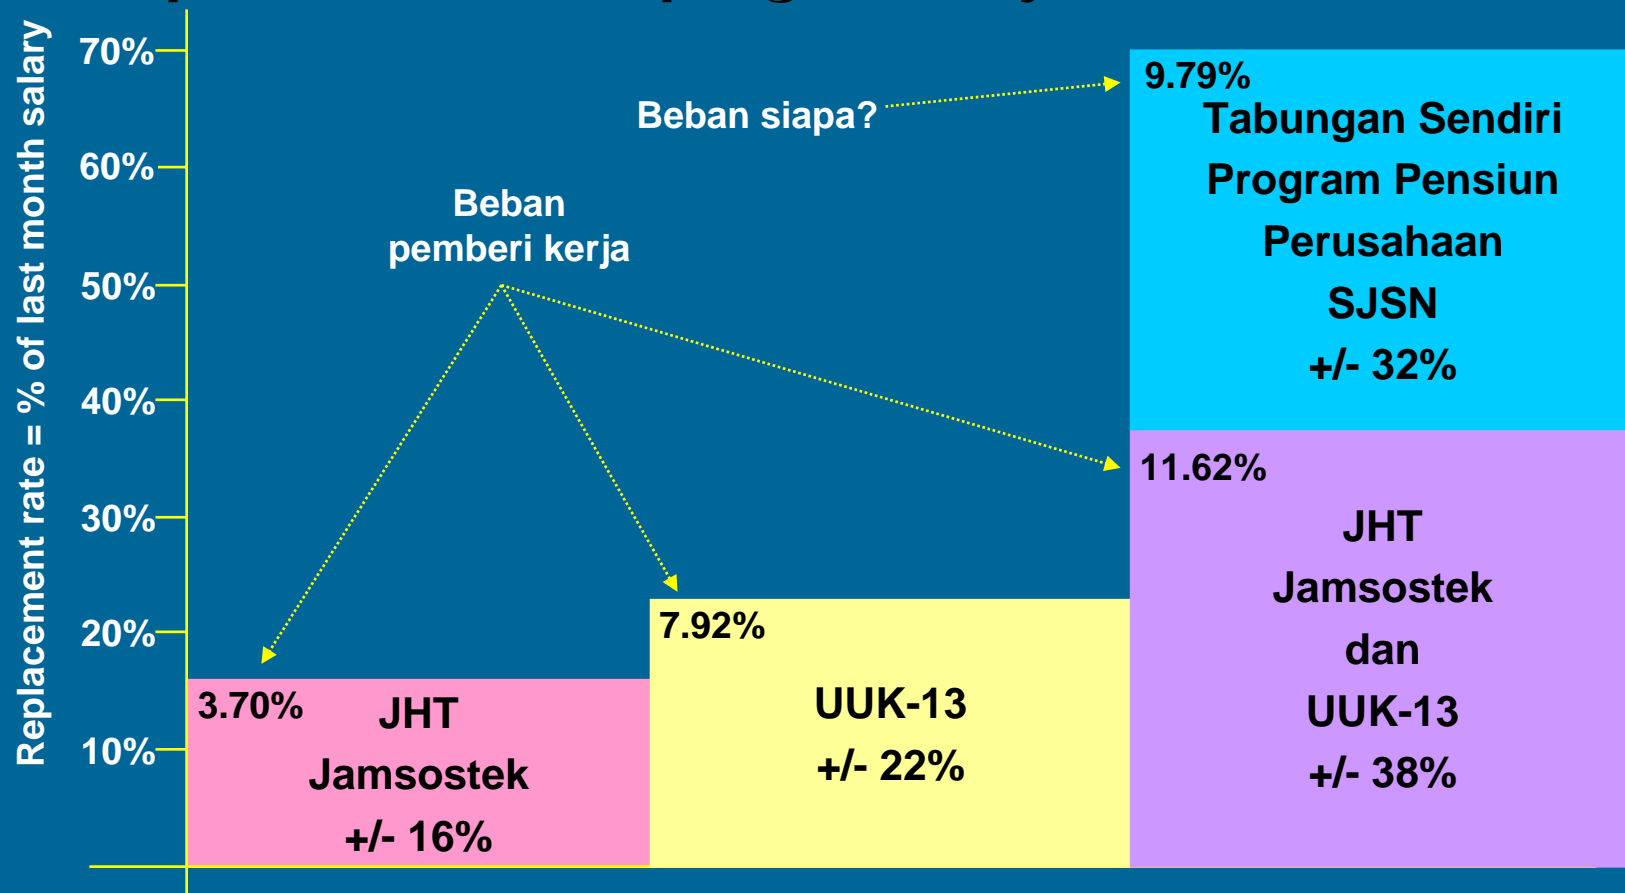 Replacement rate = % of last month salary
70%
60%
50%
40%
30%
20%
10%
Beban siapa?
Beban
pemberi kerja
9.79%
Tabungan Sendiri
Program Pensiun
Perusahaan
SJSN
+/- 32%
11.62%
JHT
Jamsostek
dan
UUK-13
+/- 38%
7.92%
UUK-13
+/- 22%
3.70%
JHT
Jamsostek
+/- 16%